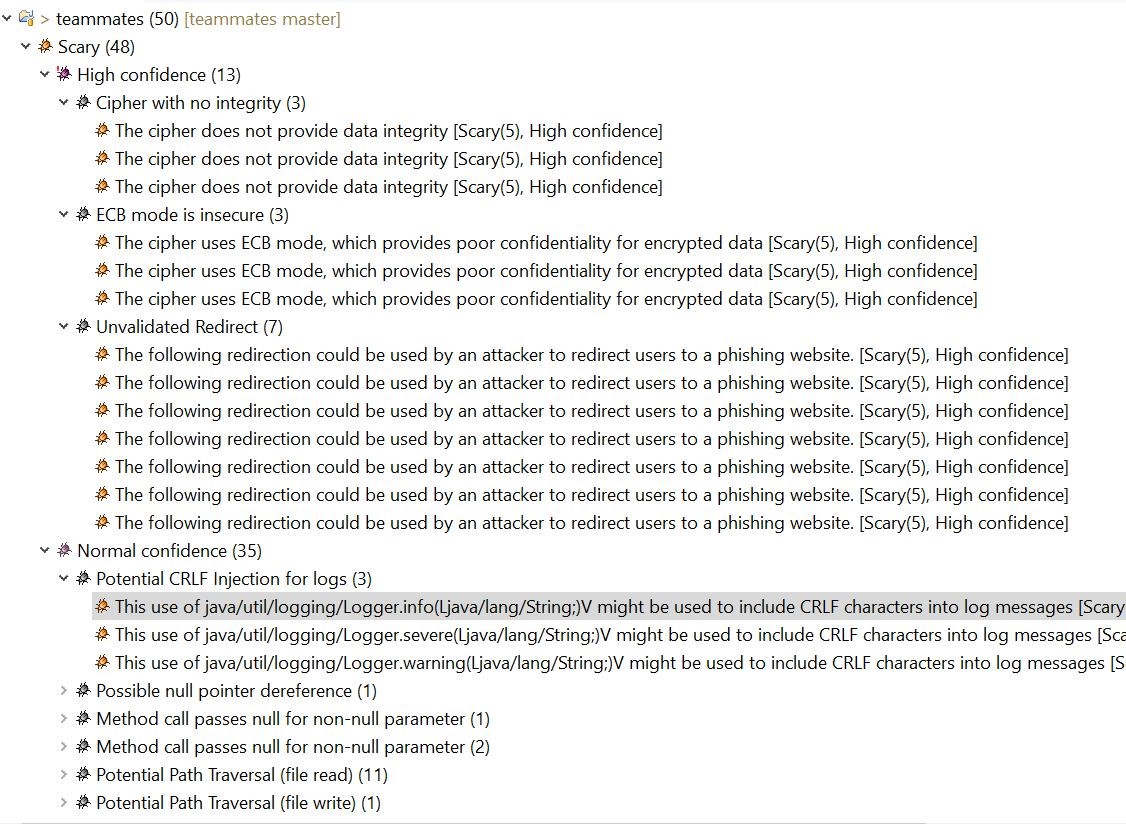 > teammates (50) [teammates master]
Scary (48)
High confidence (13)
Cipher with no integrity (3)
The cipher does not provide data integrity [Scary(5), High confidence]
The cipher does not provide data integrity [Scary(5), High confidence]
The cipher does not provide data integrity [Scary(5), High confidence]
ECB mode is insecure (3)
The cipher uses ECB mode, which provides poor confidentiality for encrypted data [Scary(5), High confidence]
The cipher uses ECB mode, which provides poor confidentiality for encrypted data [Scary(5), High confidence]
The cipher uses ECB mode, which provides poor confidentiality for encrypted data [Scary(5), High confidence]
Unvalidated Redirect (7)
The following redirection could be used by an attacker to redirect users to a phishing website. [Scary(5), High confidence]
The following redirection could be used by an attacker to redirect users to a phishing website. [Scary(5), High confidence]
The following redirection could be used by an attacker to redirect users to a phishing website. [Scary(5), High confidence]
The following redirection could be used by an attacker to redirect users to a phishing website. [Scary(5), High confidence]
The following redirection could be used by an attacker to redirect users to a phishing website. [Scary(5), High confidence]
The following redirection could be used by an attacker to redirect users to a phishing website. [Scary(5), High confidence]
The following redirection could be used by an attacker to redirect users to a phishing website. [Scary(5), High confidence]
Normal confidence (35)
Potential CRLF Injection for logs (3)
This use of java/util/logging/Logger.info(Ljava/lang/String;)V might be used to include CRLF characters into log messages [Scary
This use of java/util/logging/Logger.severe(Ljava/lang/String;)V might be used to include CRLF characters into log messages [Sca
This use of java/util/logging/Logger.warning(Ljava/lang/String;)V might be used to include CRLF characters into log messages [S
Possible null pointer dereference (1)
Method call passes null for non-null parameter (1)
Method call passes null for non-null parameter (2)
Potential Path Traversal (file read) (11)
Potential Path Traversal (file write) (1)